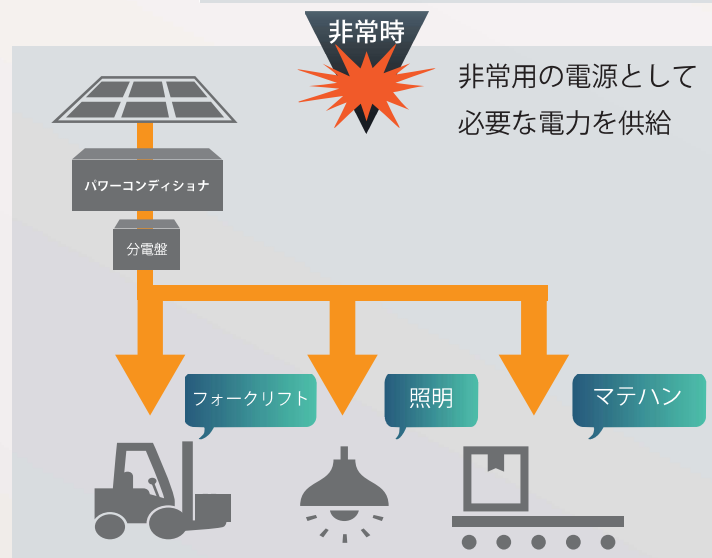 非常時
非常用の電源として
必要な電力を供給
パワーコンディショナ
分電盤
フォークリフト
照明
マテハン